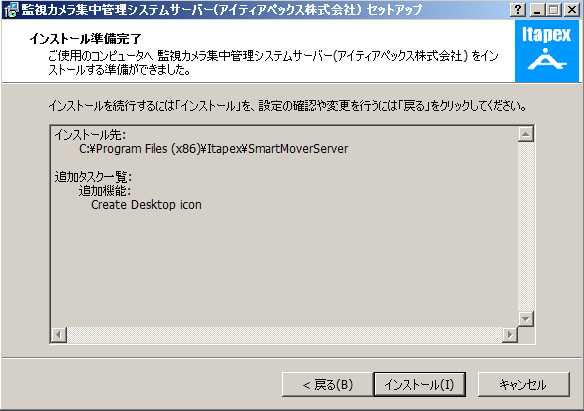 監視カメラ集中管理システムサーバー(アイティアペックス株式会社) セットアップ
インストール準備完了
ご使用のコンピュータへ 監視カメラ集中管理システムサーバー(アイティアペックス株式会社) をイン
ストールする準備ができました。
Itapex
インストールを続行するには「インストール」を、設定の確認や変更を行うには「戻る」をクリックしてください。
インストール先:
C:¥Program Files (x86)¥Itapex¥SmartMoverServer
追加タスク一覧:
追加機能:
Create Desktop icon
< 戻る(B) インストール(I) キャンセル